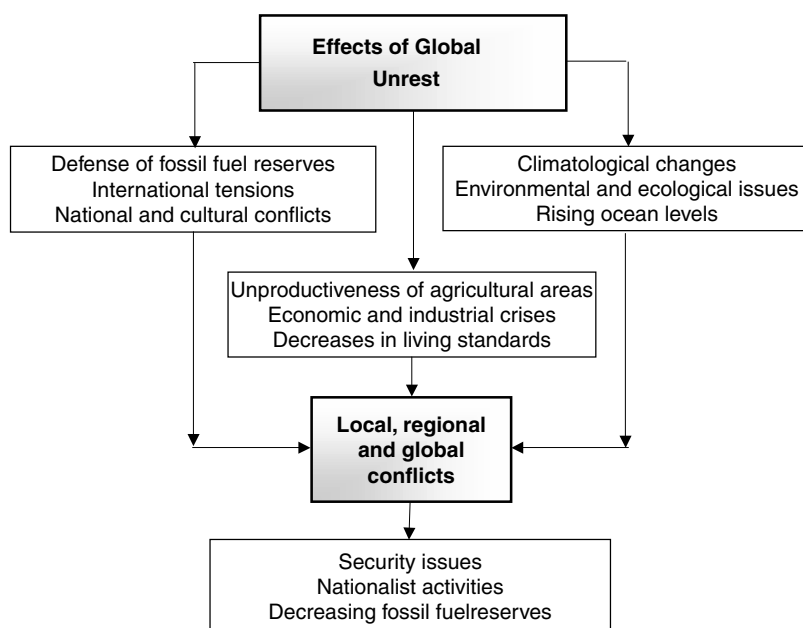 Effects of Global
Unrest
Defense of fossil fuel reserves
International tensions
National and cultural conflicts
Climatological changes
Environmental and ecological issues
Rising ocean levels
Unproductiveness of agricultural areas
Economic and industrial crises
Decreases in living standards
Local, regional
and global
conflicts
Security issues
Nationalist activities
Decreasing fossil fuelreserves